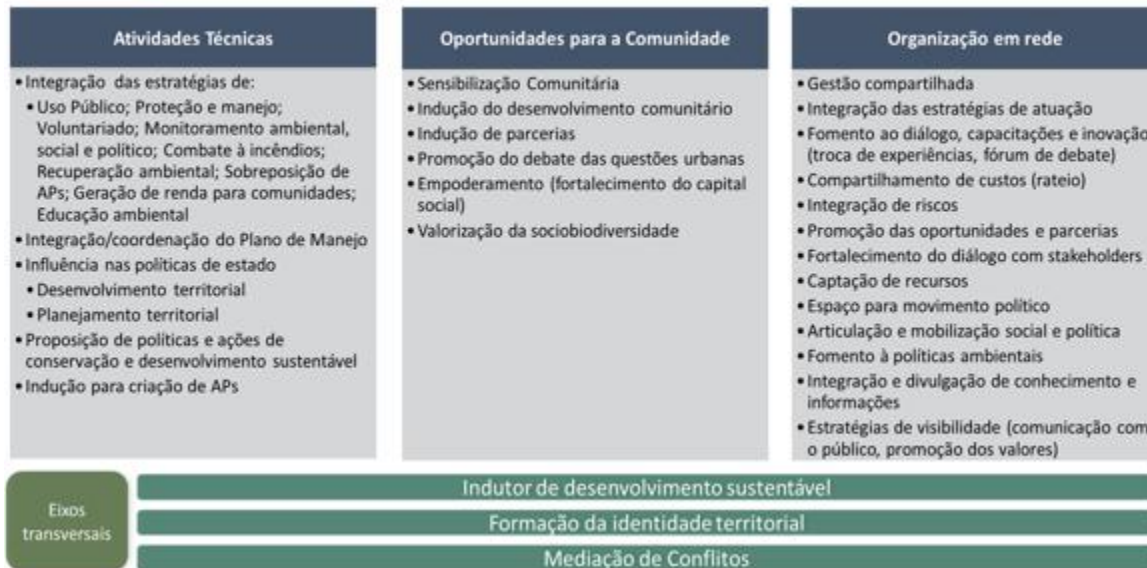 Atividades Técnicas
• Integração das estratégias de:
• Uso Público; Proteção e manejo;
Voluntariado; Monitoramento ambiental,
social e político; Combate à incêndios;
Recuperação ambiental; Sobreposição de
APs; Geração de renda para comunidades;
Educação ambiental
• Integração/coordenação do Plano de Manejo
• Influência nas políticas de estado
• Desenvolvimento territorial
• Planejamento territorial
• Proposição de políticas e ações de
conservação e desenvolvimento sustentável
• Indução para criação de APs
Oportunidades para a Comunidade
• Sensibilização Comunitária
• Indução do desenvolvimento comunitário
• Indução de parcerias
• Promoção do debate das questões urbanas
• Empoderamento (fortalecimento do capital
social)
• Valorização da sociobiodiversidade
Organização em rede
• Gestão compartilhada
• Integração das estratégias de atuação
• Fomento ao diálogo, capacitações e inovação
(troca de experiências, fórum de debate)
• Compartilhamento de custos (rateio)
• Integração de riscos
• Promoção das oportunidades e parcerias
• Fortalecimento do diálogo com stakeholders
• Captação de recursos
• Espaço para movimento político
• Articulação e mobilização social e política
• Fomento à políticas ambientais
• Integração e divulgação de conhecimento e
informações
• Estratégias de visibilidade (comunicação com
o público, promoção dos valores)
Eixos
transversais
Indutor de desenvolvimento sustentável
Formação da identidade territorial
Mediação de Conflitos